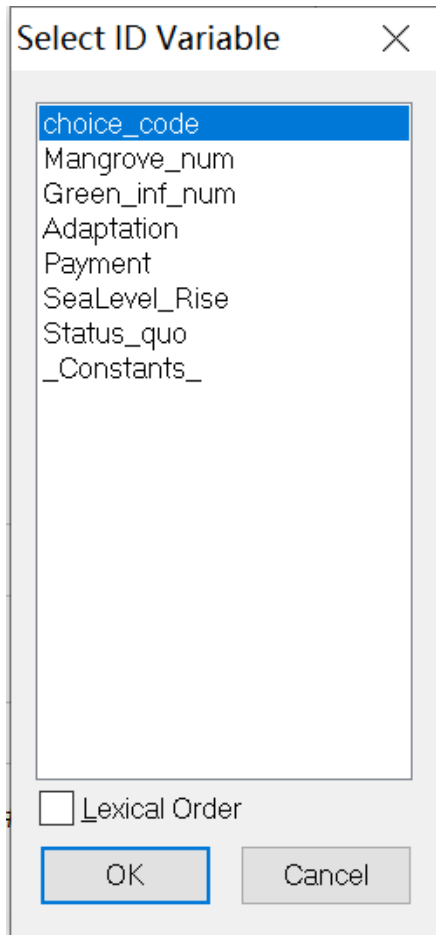 Select ID Variable
choice_code
Mangrove_num
Green_inf_num
Adaptation
Payment
SeaLevel_Rise
Status_quo
_Constants_
Lexical Order
OK
Cancel